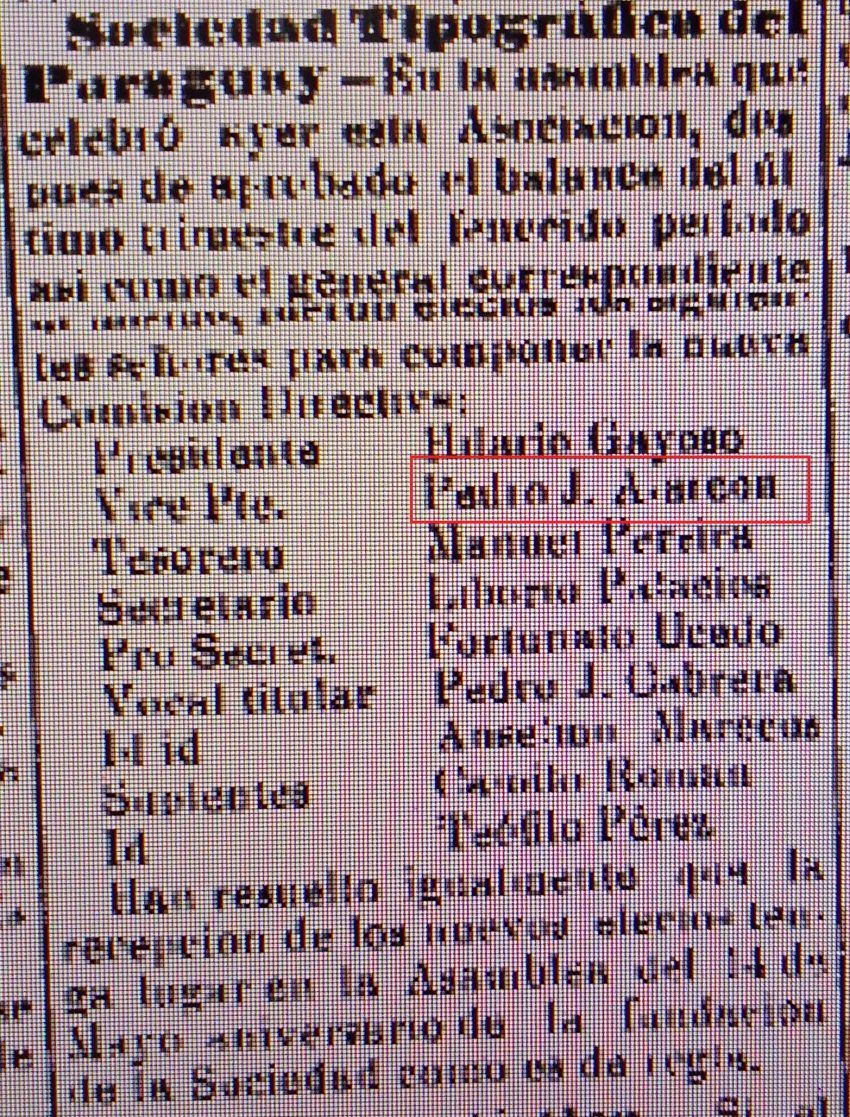 Sociedad Tipográfica del
Paraguay — En la asamblea que
celebró ayer esta Asociacion, des
pues de aprobado el balance del úl
timo trimestre del fenecido período
asi como el general correspondiente
fueron elegidos los siguien-
tes señores para componer la nueva
Comision Directiva:
Presidente Hilario Gayoso
Vice Pte. Pedro J. Alarcon
Tesorero Manuel Pereira
Secretario Liborio Palacios
Pro Secret. Fortunato Ucedo
Vocal titular Pedro J. Cabrera
Id id Anselmo Marecos
Suplentes Camilo Roman
Id Teófilo Pérez
Han resuelto igualmente que la
recepcion de los nuevos electos ten-
ga lugar en la Asamblea del 14 de
Mayo aniversario de la fundacion
de la Sociedad como es de regla.